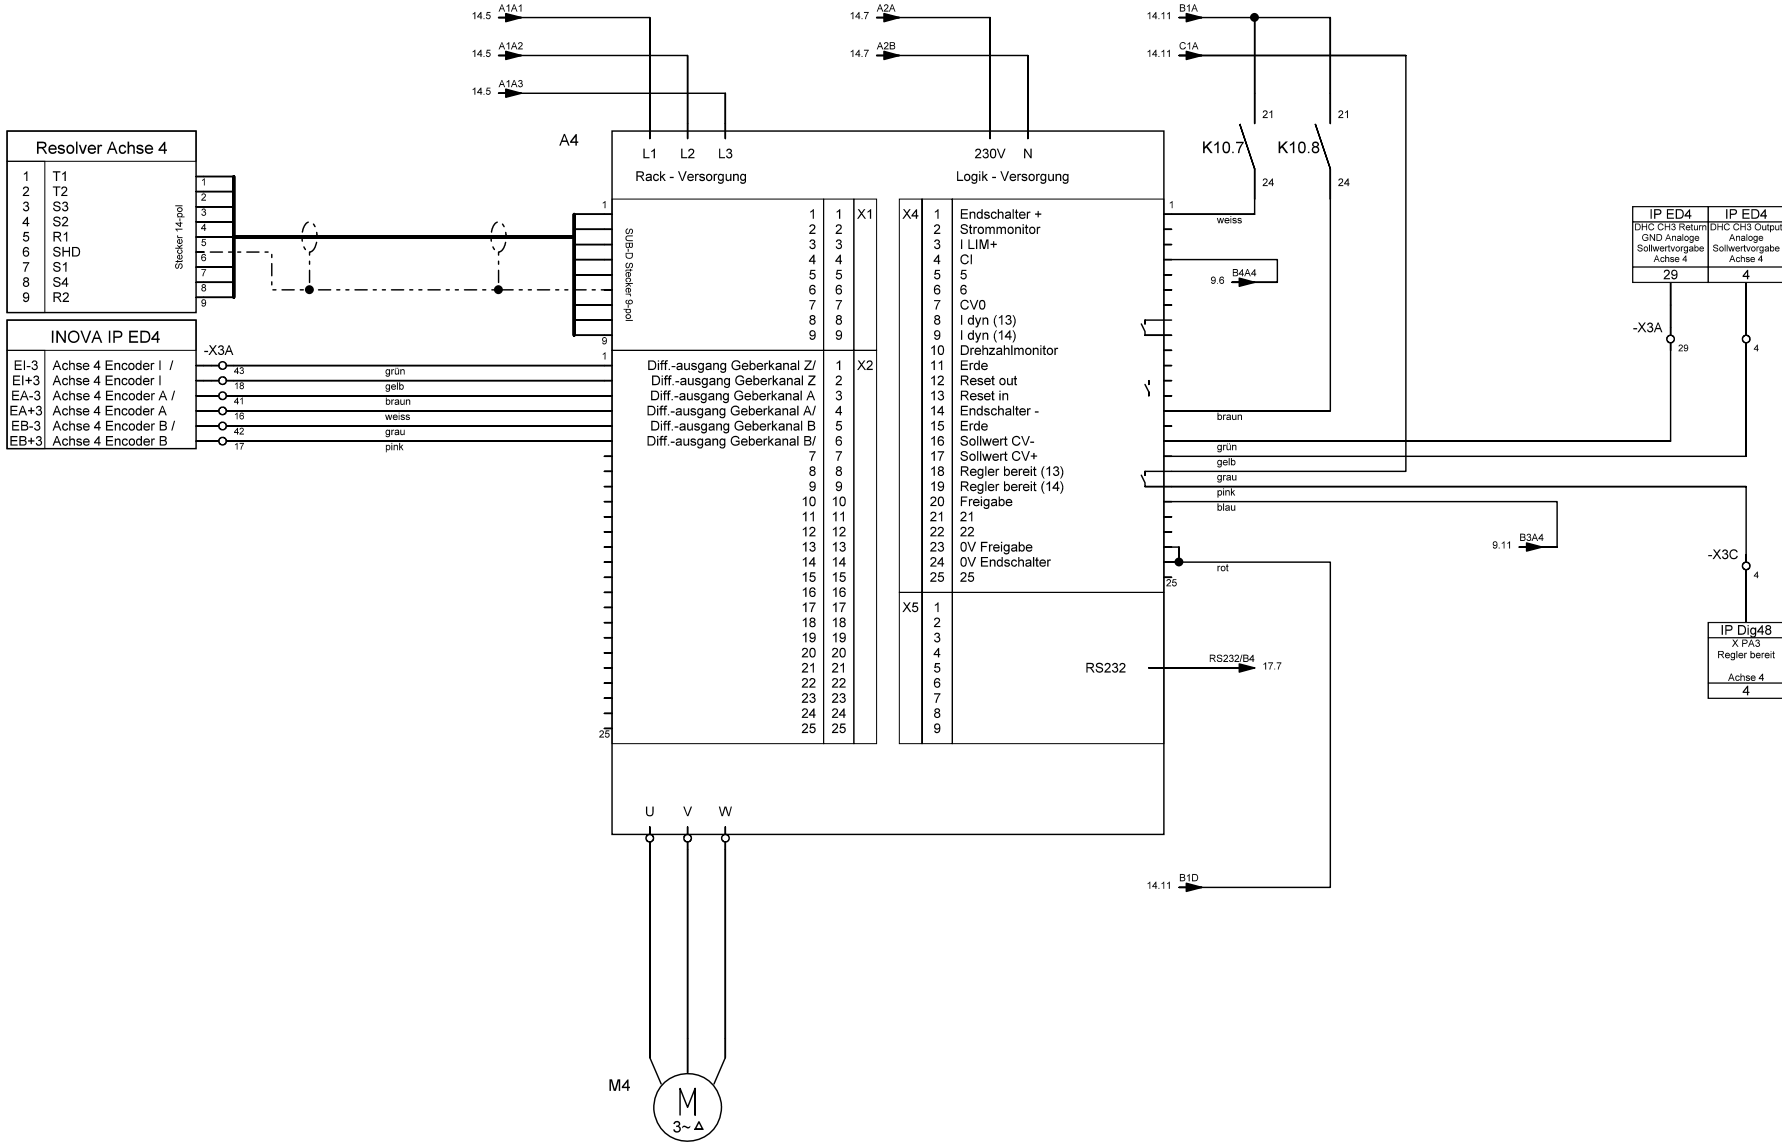 14.5 A1A1
14.5 A1A2
14.5 A1A3
14.7 A2A
14.7 A2B
14.11 B1A
14.11 C1A
A4
L1 L2 L3
Rack - Versorgung
230V N
Logik - Versorgung
K10.7 21 24
K10.8 21 24
Resolver Achse 4
1 T1
2 T2
3 S3
4 S2
5 R1
6 SHD
7 S1
8 S4
9 R2
Stecker 14-pol
1
2
3
4
5
6
7
8
9
INOVA IP ED4
EI-3 Achse 4 Encoder I /
EI+3 Achse 4 Encoder I
EA-3 Achse 4 Encoder A /
EA+3 Achse 4 Encoder A
EB-3 Achse 4 Encoder B /
EB+3 Achse 4 Encoder B
-X3A
43 grün
18 gelb
41 braun
16 weiss
42 grau
17 pink
1
SUB-D Stecker 9-pol
9
1 1 X1
2 2
3 3
4 4
5 5
6 6
7 7
8 8
9 9
1
Diff.-ausgang Geberkanal Z/ 1 X2
Diff.-ausgang Geberkanal Z 2
Diff.-ausgang Geberkanal A 3
Diff.-ausgang Geberkanal A/ 4
Diff.-ausgang Geberkanal B 5
Diff.-ausgang Geberkanal B/ 6
7 7
8 8
9 9
10 10
11 11
12 12
13 13
14 14
15 15
16 16
17 17
18 18
19 19
20 20
21 21
22 22
23 23
24 24
25 25
25
X4 1 Endschalter +
2 Strommonitor
3 I LIM+
4 CI
5 5
6 6
7 CV0
8 I dyn (13)
9 I dyn (14)
10 Drehzahlmonitor
11 Erde
12 Reset out
13 Reset in
14 Endschalter -
15 Erde
16 Sollwert CV-
17 Sollwert CV+
18 Regler bereit (13)
19 Regler bereit (14)
20 Freigabe
21 21
22 22
23 0V Freigabe
24 0V Endschalter
25 25
X5 1
2
3
4
5
6
7
8
9
RS232
1
weiss
9.6 B4A4
braun
grün
gelb
grau
pink
blau
9.11 B3A4
rot
25
RS232/B4 17.7
14.11 B1D
IP ED4
DHC CH3 Return
GND Analoge
Sollwertvorgabe
Achse 4
29
IP ED4
DHC CH3 Output
Analoge
Sollwertvorgabe
Achse 4
4
-X3A
29
4
-X3C
4
IP Dig48
X PA3
Regler bereit
Achse 4
4
U V W
M4
M
3~ Δ